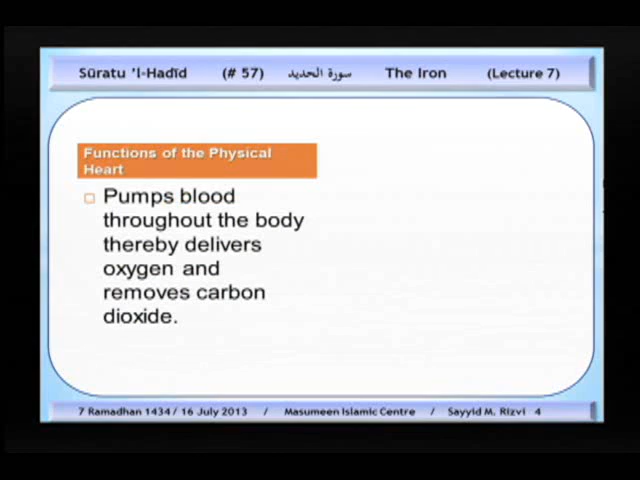 Sūratu 'l-Hadīd (# 57) سورة الحديد The Iron (Lecture 7)
Functions of the Physical
Heart
Pumps blood
throughout the body
thereby delivers
oxygen and
removes carbon
dioxide.
7 Ramadhan 1434 / 16 July 2013 / Masumeen Islamic Centre / Sayyid M. Rizvi 4